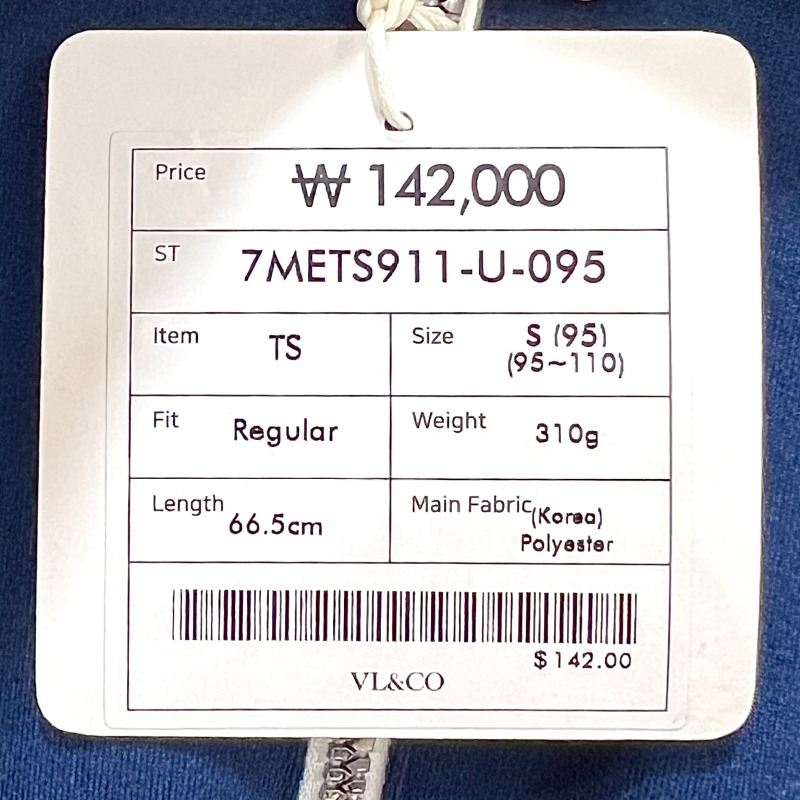 Price ₩ 142,000
ST 7METS911-U-095
Item TS
Size S (95)
(95~110)
Fit Regular
Weight 310g
Length 66.5cm
Main Fabric (Korea)
Polyester
$142.00
VL&CO